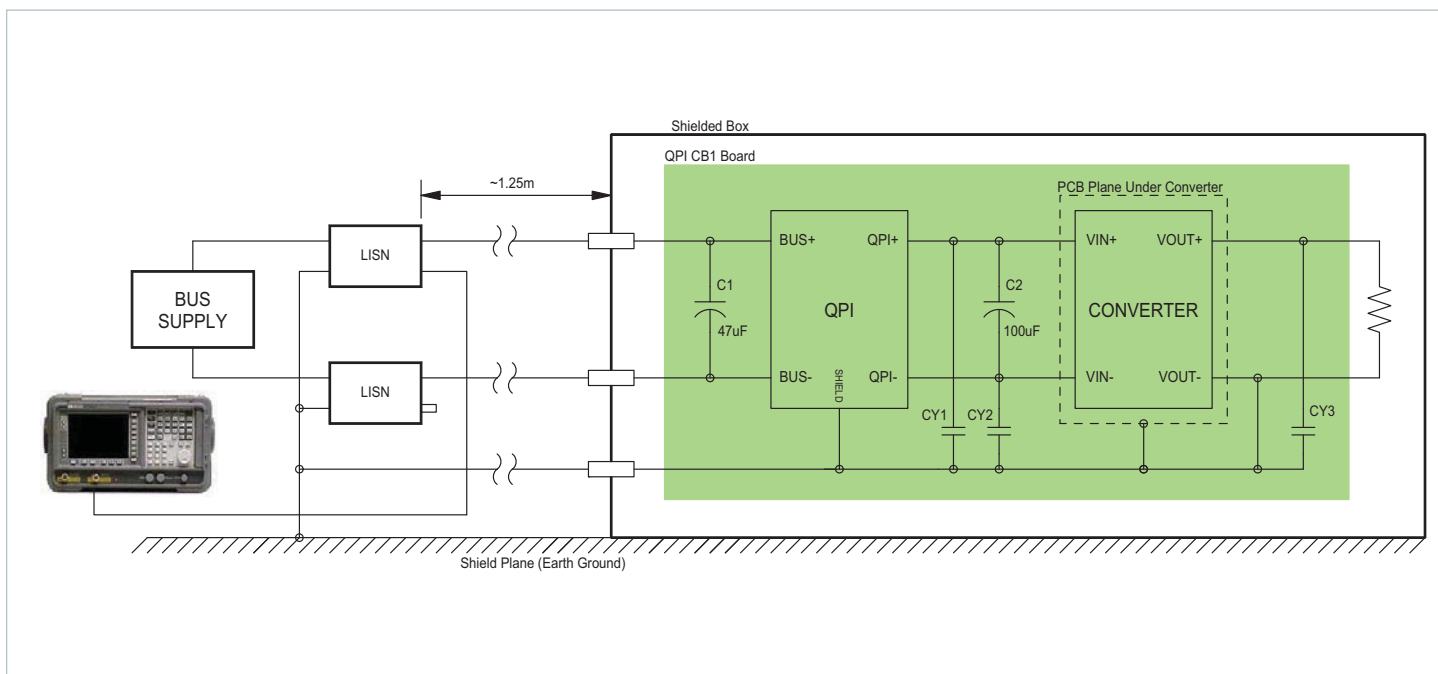 Shielded Box
QPI CB1 Board
~1.25m
PCB Plane Under Converter
LISN
BUS+
QPI+
VIN+
VOUT+
BUS
SUPPLY
C1
47uF
QPI
C2
100uF
CONVERTER
LISN
BUS-
SHIELD
QPI-
VIN-
VOUT-
CY1
CY2
CY3
Shield Plane (Earth Ground)